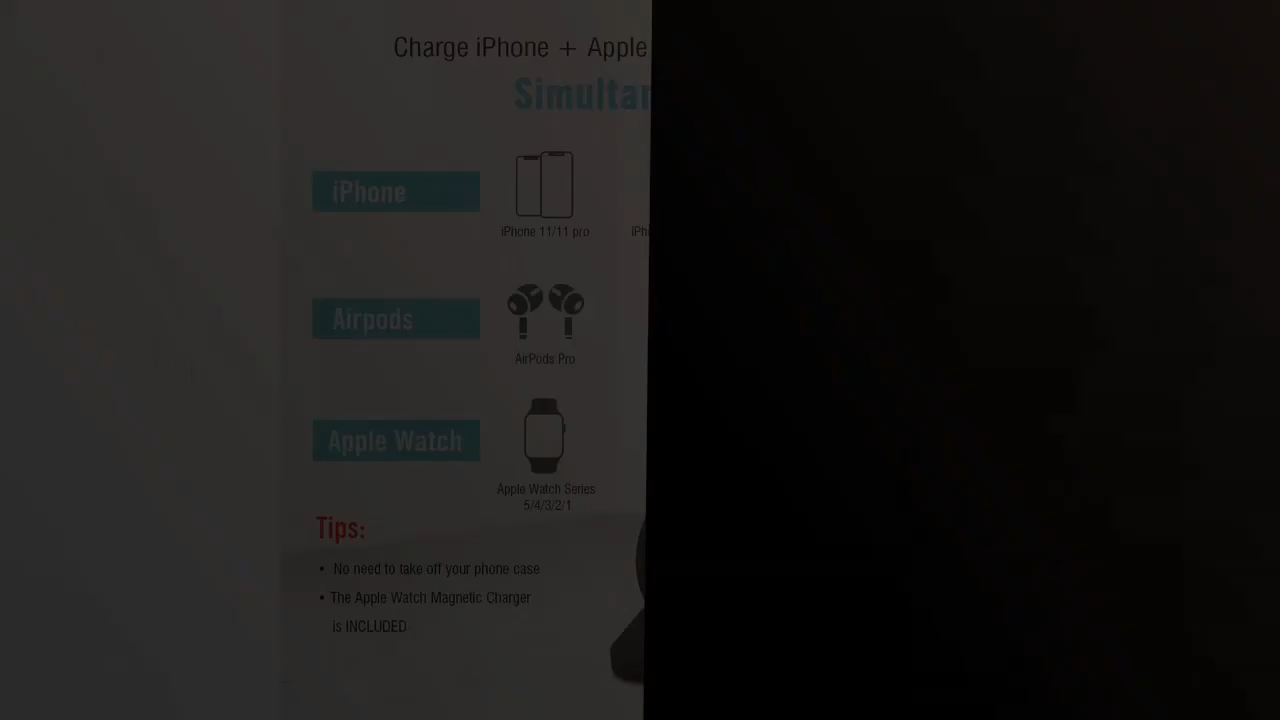 Charge iPhone + Apple
iPhone
iPhone 11/11 pro
Airpods
AirPods Pro
Apple Watch
Apple Watch Series
5/4/3/2/1
Tips:
• No need to take off your phone case
• The Apple Watch Magnetic Charger
is INCLUDED